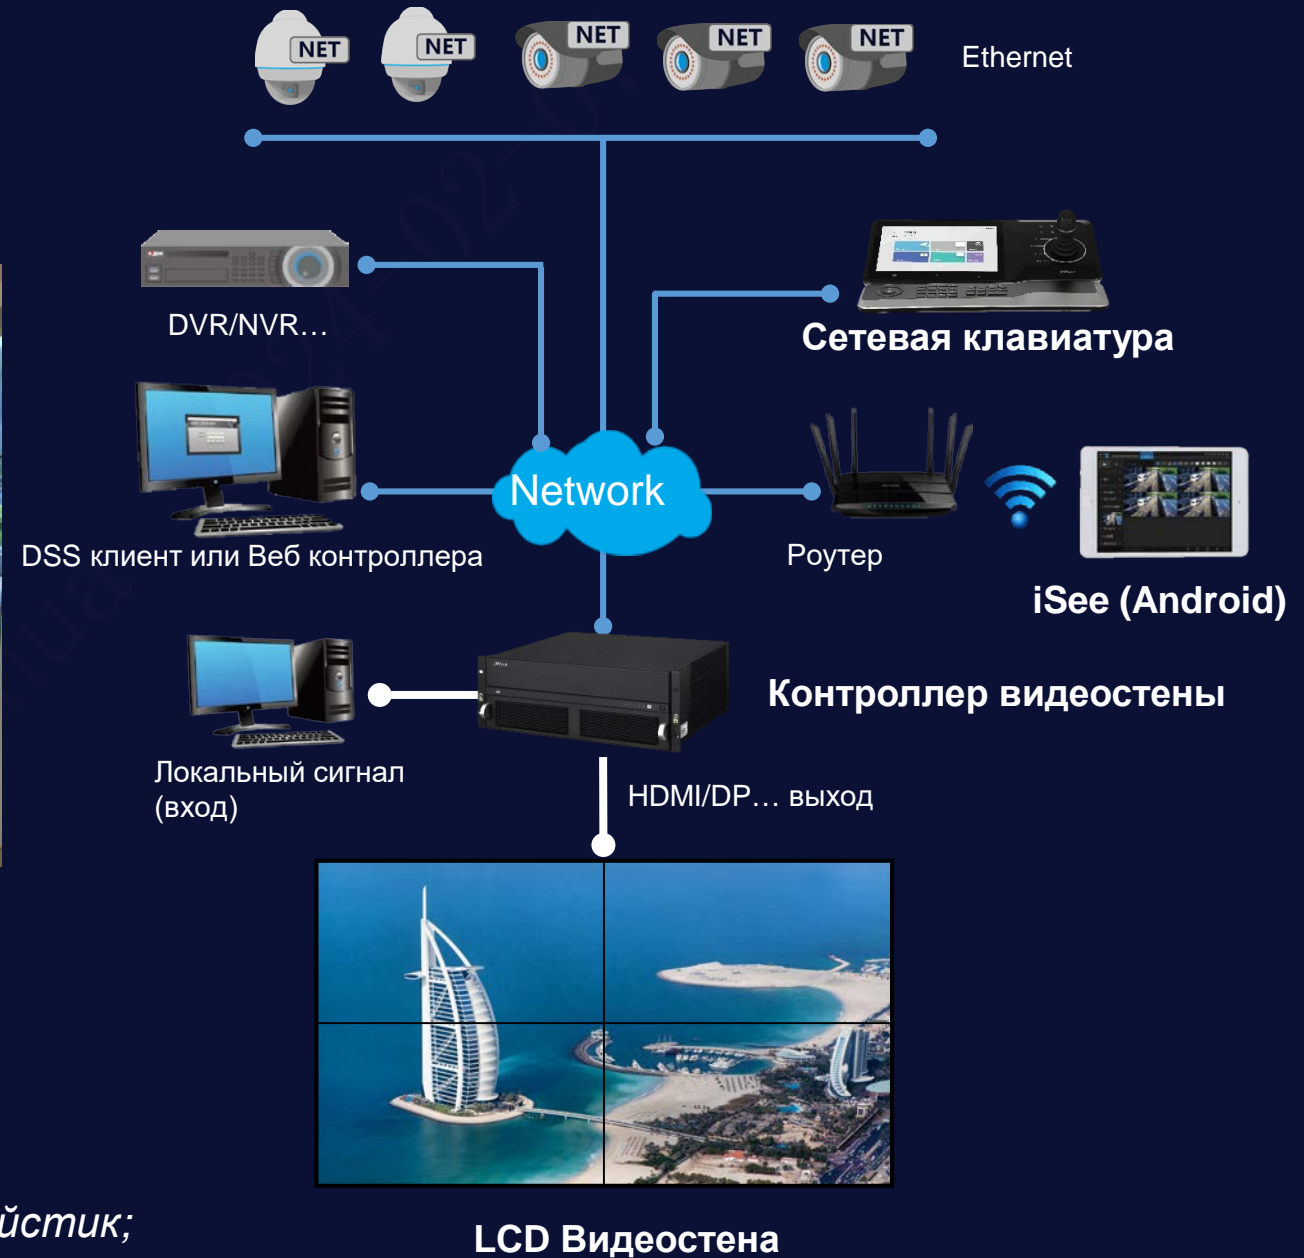 NET
NET
NET
NET
NET
Ethernet
DVR/NVR…
Сетевая клавиатура
Network
DSS клиент или Веб контроллера
Роутер
iSee (Android)
Контроллер видеостены
Локальный сигнал
(вход)
HDMI/DP… выход
йстик;
LCD Видеостена